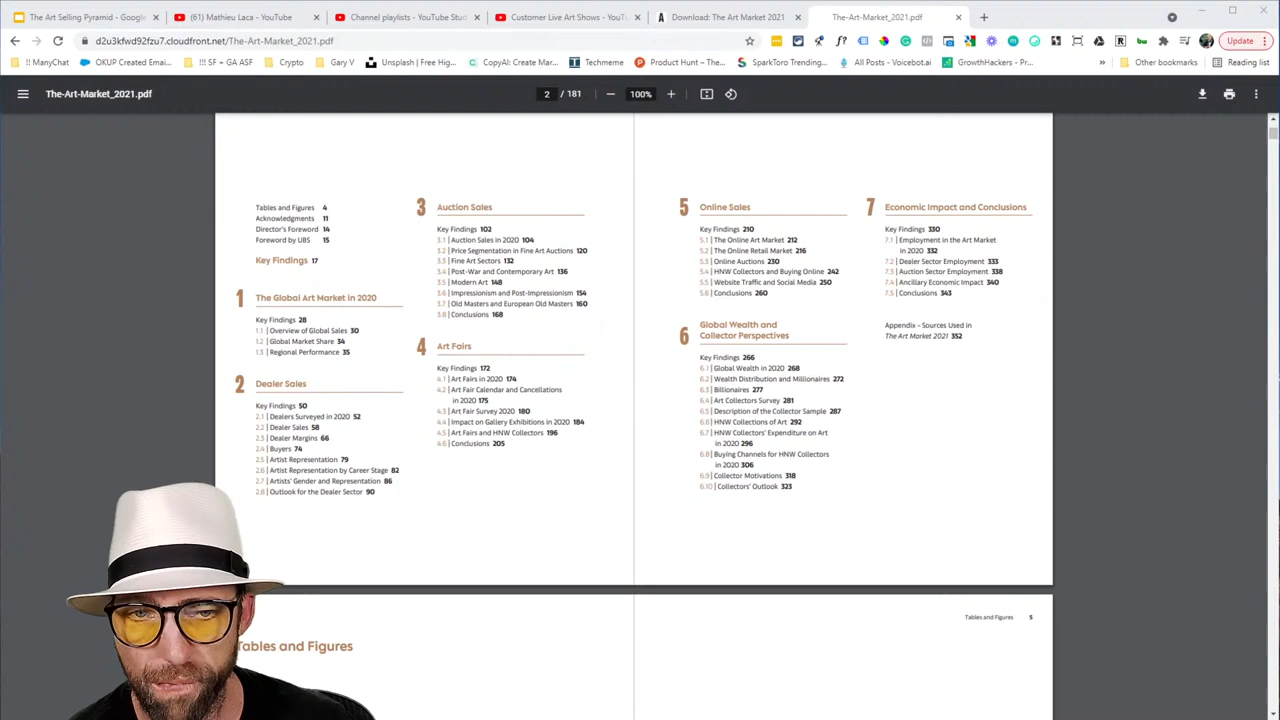 The Art Selling Pyramid - Google
(61) Mathieu Laca - YouTube
Channel playlists - YouTube Stud
Customer Live Art Shows - YouTu
Download: The Art Market 2021
The-Art-Market_2021.pdf
d2u3kfwd92fzu7.cloudfront.net/The-Art-Market_2021.pdf
Update
!! ManyChat
OKUP Created Emai...
!!! SF + GA ASF
Crypto
Gary V
Unsplash | Free Hig...
CopyAI: Create Mar...
Techmeme
Product Hunt – The...
SparkToro Trending...
All Posts - Voicebot.ai
GrowthHackers - Pr...
Other bookmarks
Reading list
The-Art-Market_2021.pdf
2 / 181
100%
Tables and Figures 4
Acknowledgments 11
Director's Foreword 14
Foreword by UBS 15
Key Findings 17
1 The Global Art Market in 2020
Key Findings 28
1.1 | Overview of Global Sales 30
1.2 | Global Market Share 34
1.3 | Regional Performance 35
2 Dealer Sales
Key Findings 50
2.1 | Dealers Surveyed in 2020 52
2.2 | Dealer Sales 58
2.3 | Dealer Margins 66
2.4 | Buyers 74
2.5 | Artist Representation 79
2.6 | Artist Representation by Career Stage 82
2.7 | Artists' Gender and Representation 86
2.8 | Outlook for the Dealer Sector 90
3 Auction Sales
Key Findings 102
3.1 | Auction Sales in 2020 104
3.2 | Price Segmentation in Fine Art Auctions 120
3.3 | Fine Art Sectors 132
3.4 | Post-War and Contemporary Art 136
3.5 | Modern Art 148
3.6 | Impressionism and Post-Impressionism 154
3.7 | Old Masters and European Old Masters 160
3.8 | Conclusions 168
4 Art Fairs
Key Findings 172
4.1 | Art Fairs in 2020 174
4.2 | Art Fair Calendar and Cancellations
in 2020 175
4.3 | Art Fair Survey 2020 180
4.4 | Impact on Gallery Exhibitions in 2020 184
4.5 | Art Fairs and HNW Collectors 196
4.6 | Conclusions 205
5 Online Sales
Key Findings 210
5.1 | The Online Art Market 212
5.2 | The Online Retail Market 216
5.3 | Online Auctions 230
5.4 | HNW Collectors and Buying Online 242
5.5 | Website Traffic and Social Media 250
5.6 | Conclusions 260
6 Global Wealth and
Collector Perspectives
Key Findings 266
6.1 | Global Wealth in 2020 268
6.2 | Wealth Distribution and Millionaires 272
6.3 | Billionaires 277
6.4 | Art Collectors Survey 281
6.5 | Description of the Collector Sample 287
6.6 | HNW Collections of Art 292
6.7 | HNW Collectors' Expenditure on Art
in 2020 296
6.8 | Buying Channels for HNW Collectors
in 2020 306
6.9 | Collector Motivations 318
6.10 | Collectors' Outlook 323
7 Economic Impact and Conclusions
Key Findings 330
7.1 | Employment in the Art Market
in 2020 332
7.2 | Dealer Sector Employment 333
7.3 | Auction Sector Employment 338
7.4 | Ancillary Economic Impact 340
7.5 | Conclusions 343
Appendix – Sources Used in
The Art Market 2021 352
Tables and Figures 5
Tables and Figures